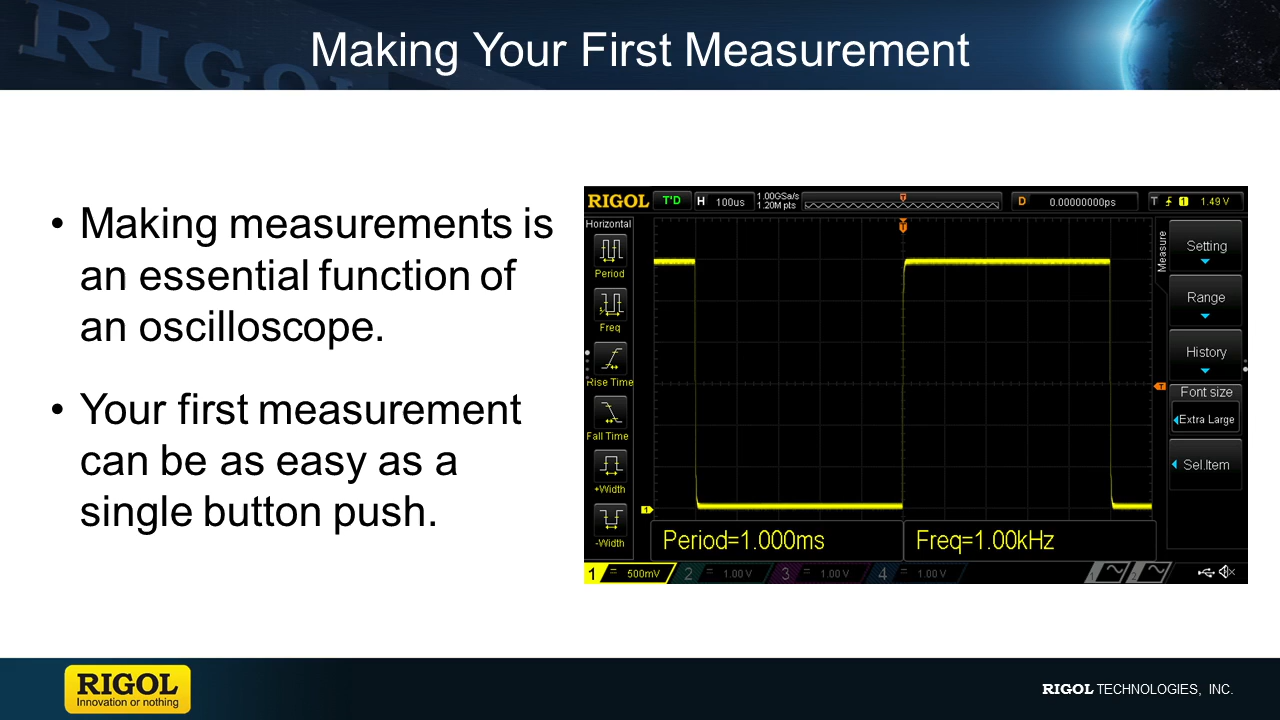 RIGOL
Making Your First Measurement
• Making measurements is
an essential function of
an oscilloscope.
• Your first measurement
can be as easy as a
single button push.
RIGOL T'D H 100us 1.00GSa/s
1.20M pts
T
D 0.00000000ps T 1 1.49 V
Horizontal
Period
Freq
Rise Time
Fall Time
+Width
-Width
T
1
Measure
Setting
Range
History
Font size
Extra Large
Sel.Item
Period=1.000ms Freq=1.00kHz
1 = 500mV 2 = 1.00 V 3 = 1.00 V 4 = 1.00 V
RIGOL
Innovation or nothing
RIGOL TECHNOLOGIES, INC.